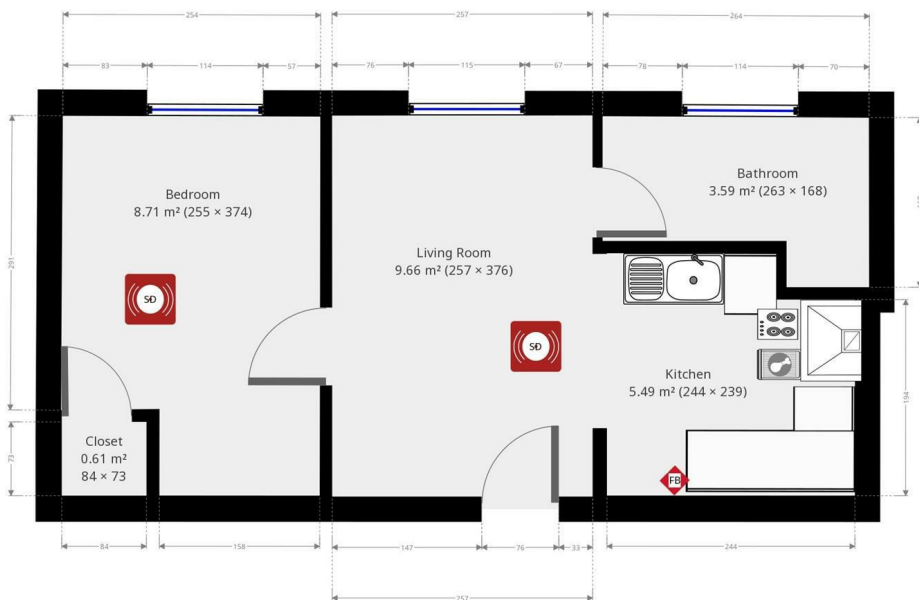 254
257
264
83
114
57
76
115
67
78
114
70
Bedroom
8.71 m² (255 × 374)
Living Room
9.66 m² (257 × 376)
Bathroom
3.59 m² (263 × 168)
291
SD
SD
Kitchen
5.49 m² (244 × 239)
194
Closet
0.61 m²
84 × 73
73
FB
84
158
147
76
33
244
257